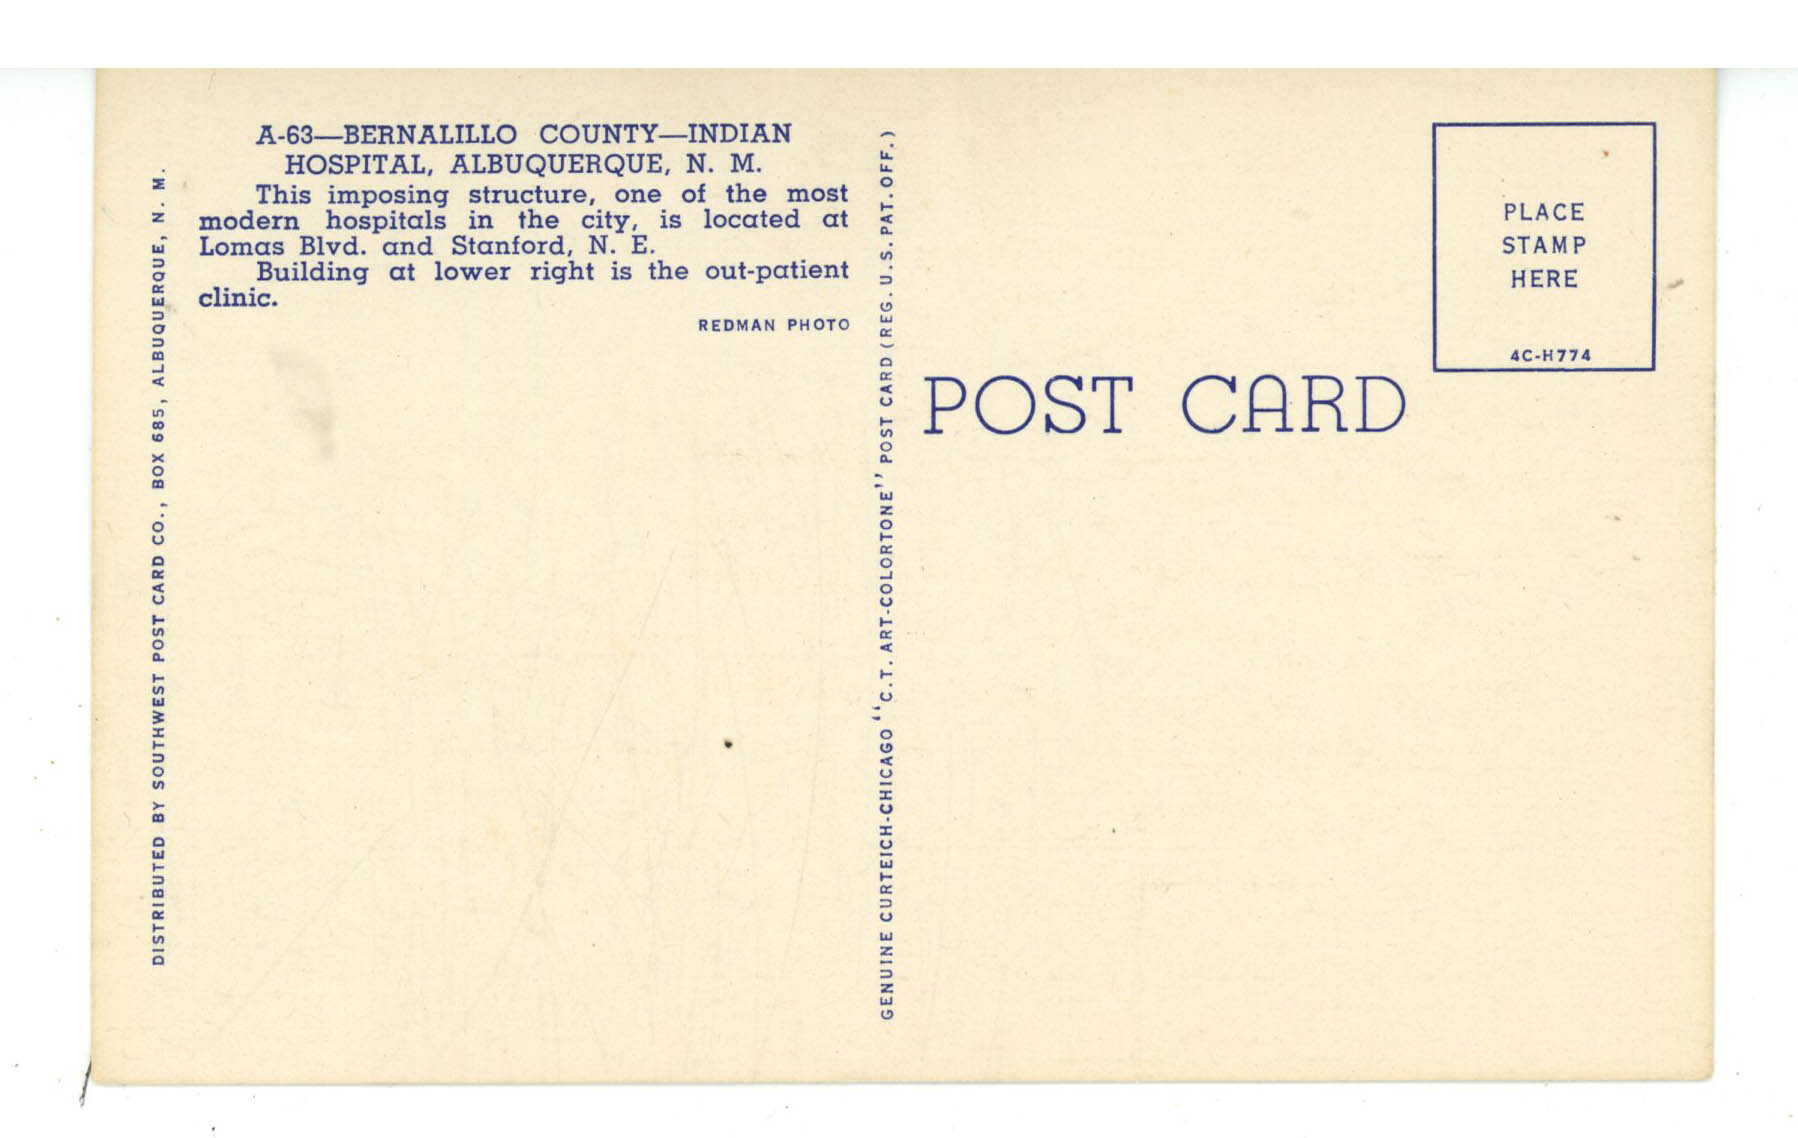 A-63—BERNALILLO COUNTY—INDIAN
HOSPITAL, ALBUQUERQUE, N. M.
This imposing structure, one of the most
modern hospitals in the city, is located at
Lomas Blvd. and Stanford, N. E.
Building at lower right is the out-patient
clinic.
REDMAN PHOTO
DISTRIBUTED BY SOUTHWEST POST CARD CO., BOX 685, ALBUQUERQUE, N. M.
GENUINE CURTEICH-CHICAGO "C.T. ART-COLORTONE" POST CARD (REG. U.S. PAT. OFF.)
PLACE
STAMP
HERE
4C-H774
POST CARD